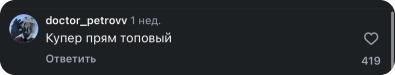 doctor_petrovv 1 нед.
Купер прям топовый
Ответить 419